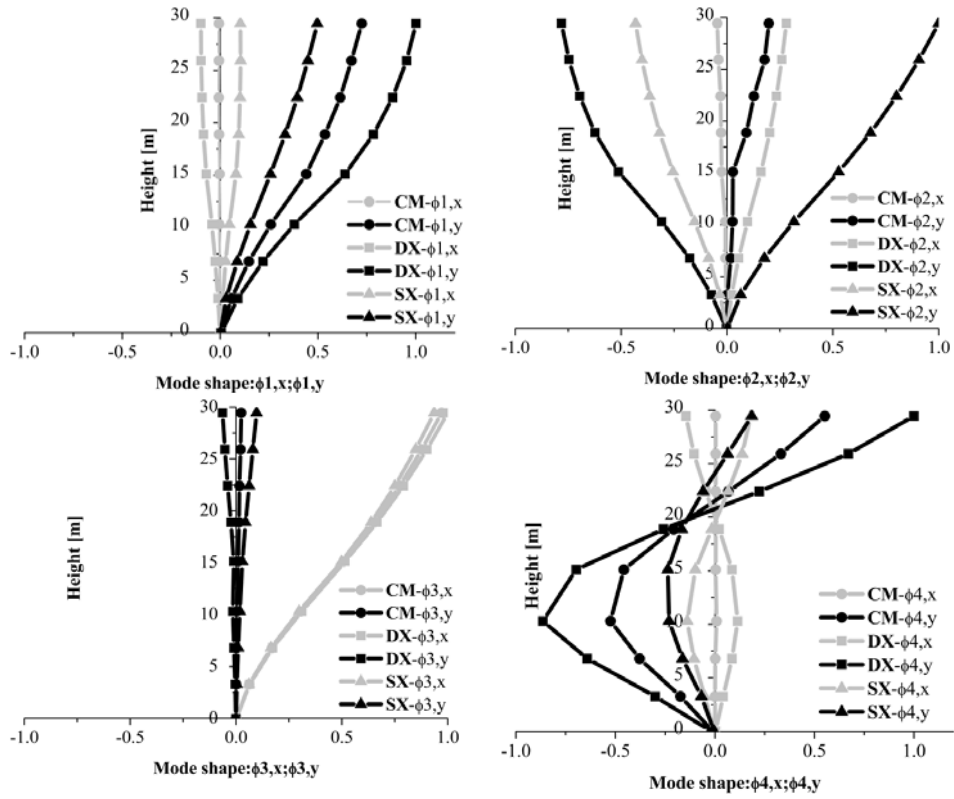 30
25
20
15
10
5
0
Height [m]
CM-ϕ1,x
CM-ϕ1,y
DX-ϕ1,x
DX-ϕ1,y
SX-ϕ1,x
SX-ϕ1,y
-1.0 -0.5 0.0 0.5 1.0
Mode shape:ϕ1,x;ϕ1,y
30
25
20
15
10
5
0
Height [m]
CM-ϕ2,x
CM-ϕ2,y
DX-ϕ2,x
DX-ϕ2,y
SX-ϕ2,x
SX-ϕ2,y
-1.0 -0.5 0.0 0.5 1.0
Mode shape:ϕ2,x;ϕ2,y
30
25
20
15
10
5
0
Height [m]
CM-ϕ3,x
CM-ϕ3,y
DX-ϕ3,x
DX-ϕ3,y
SX-ϕ3,x
SX-ϕ3,y
-1.0 -0.5 0.0 0.5 1.0
Mode shape:ϕ3,x;ϕ3,y
30
25
20
15
10
5
0
Height [m]
CM-ϕ4,x
CM-ϕ4,y
DX-ϕ4,x
DX-ϕ4,y
SX-ϕ4,x
SX-ϕ4,y
-1.0 -0.5 0.0 0.5 1.0
Mode shape:ϕ4,x;ϕ4,y